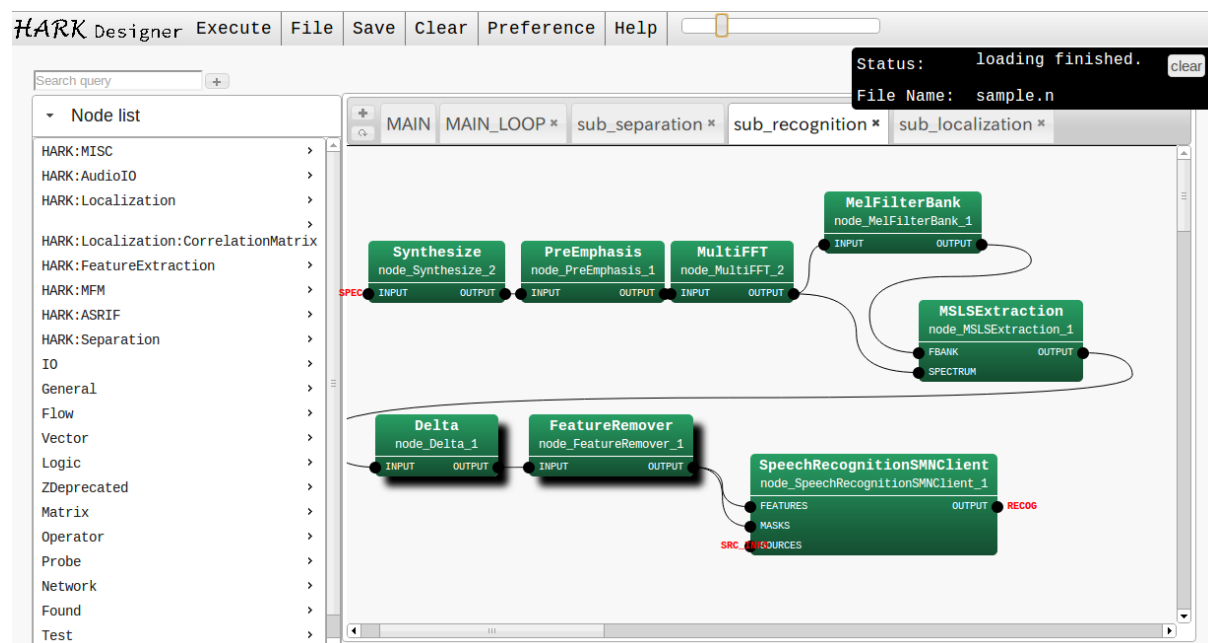 HARK Designer Execute File Save Clear Preference Help
Status: loading finished. clear
File Name: sample.n
Search query +
Node list
MAIN MAIN_LOOP × sub_separation × sub_recognition × sub_localization ×
HARK:MISC
HARK:AudioIO
HARK:Localization
HARK:Localization:CorrelationMatrix
HARK:FeatureExtraction
HARK:MFM
HARK:ASRIF
HARK:Separation
IO
General
Flow
Vector
Logic
ZDeprecated
Matrix
Operator
Probe
Network
Found
Test
MelFilterBank
node_MelFilterBank_1
INPUT OUTPUT
Synthesize
node_Synthesize_2
SPEC INPUT OUTPUT
PreEmphasis
node_PreEmphasis_1
INPUT OUTPUT
MultiFFT
node_MultiFFT_2
INPUT OUTPUT
MSLSExtraction
node_MSLSExtraction_1
FBANK OUTPUT
SPECTRUM
Delta
node_Delta_1
INPUT OUTPUT
FeatureRemover
node_FeatureRemover_1
INPUT OUTPUT
SpeechRecognitionSMNClient
node_SpeechRecognitionSMNClient_1
FEATURES OUTPUT RECOG
MASKS